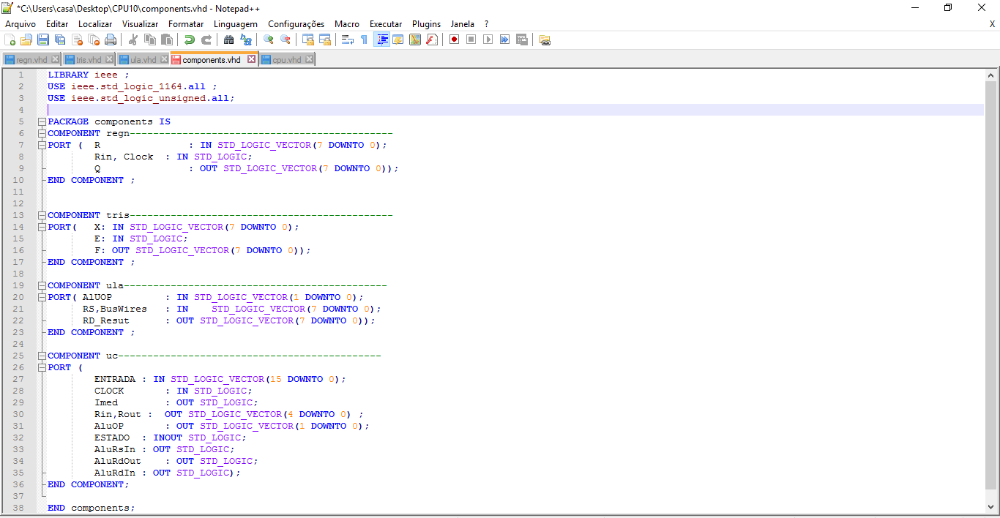 *C:\Users\casa\Desktop\CPU10\components.vhd - Notepad++
Arquivo Editar Localizar Visualizar Formatar Linguagem Configurações Macro Executar Plugins Janela ? X
regn.vhd tris.vhd ula.vhd components.vhd cpu.vhd
1 LIBRARY ieee ;
2 USE ieee.std_logic_1164.all ;
3 USE ieee.std_logic_unsigned.all;
4
5 PACKAGE components IS
6 COMPONENT regn---------------------------------------------
7 PORT ( R : IN STD_LOGIC_VECTOR(7 DOWNTO 0);
8 Rin, Clock : IN STD_LOGIC;
9 Q : OUT STD_LOGIC_VECTOR(7 DOWNTO 0));
10 END COMPONENT ;
11
12
13 COMPONENT tris---------------------------------------------
14 PORT( X: IN STD_LOGIC_VECTOR(7 DOWNTO 0);
15 E: IN STD_LOGIC;
16 F: OUT STD_LOGIC_VECTOR(7 DOWNTO 0));
17 END COMPONENT ;
18
19 COMPONENT ula---------------------------------------------
20 PORT( AlUOP : IN STD_LOGIC_VECTOR(1 DOWNTO 0);
21 RS,BusWires : IN STD_LOGIC_VECTOR(7 DOWNTO 0);
22 RD_Resut : OUT STD_LOGIC_VECTOR(7 DOWNTO 0));
23 END COMPONENT ;
24
25 COMPONENT uc---------------------------------------------
26 PORT (
27 ENTRADA : IN STD_LOGIC_VECTOR(15 DOWNTO 0);
28 CLOCK : IN STD_LOGIC;
29 Imed : OUT STD_LOGIC;
30 Rin,Rout : OUT STD_LOGIC_VECTOR(4 DOWNTO 0) ;
31 AluOP : OUT STD_LOGIC_VECTOR(1 DOWNTO 0);
32 ESTADO : INOUT STD_LOGIC;
33 AluRsIn : OUT STD_LOGIC;
34 AluRdOut : OUT STD_LOGIC;
35 AluRdIn : OUT STD_LOGIC);
36 END COMPONENT;
37
38 END components;